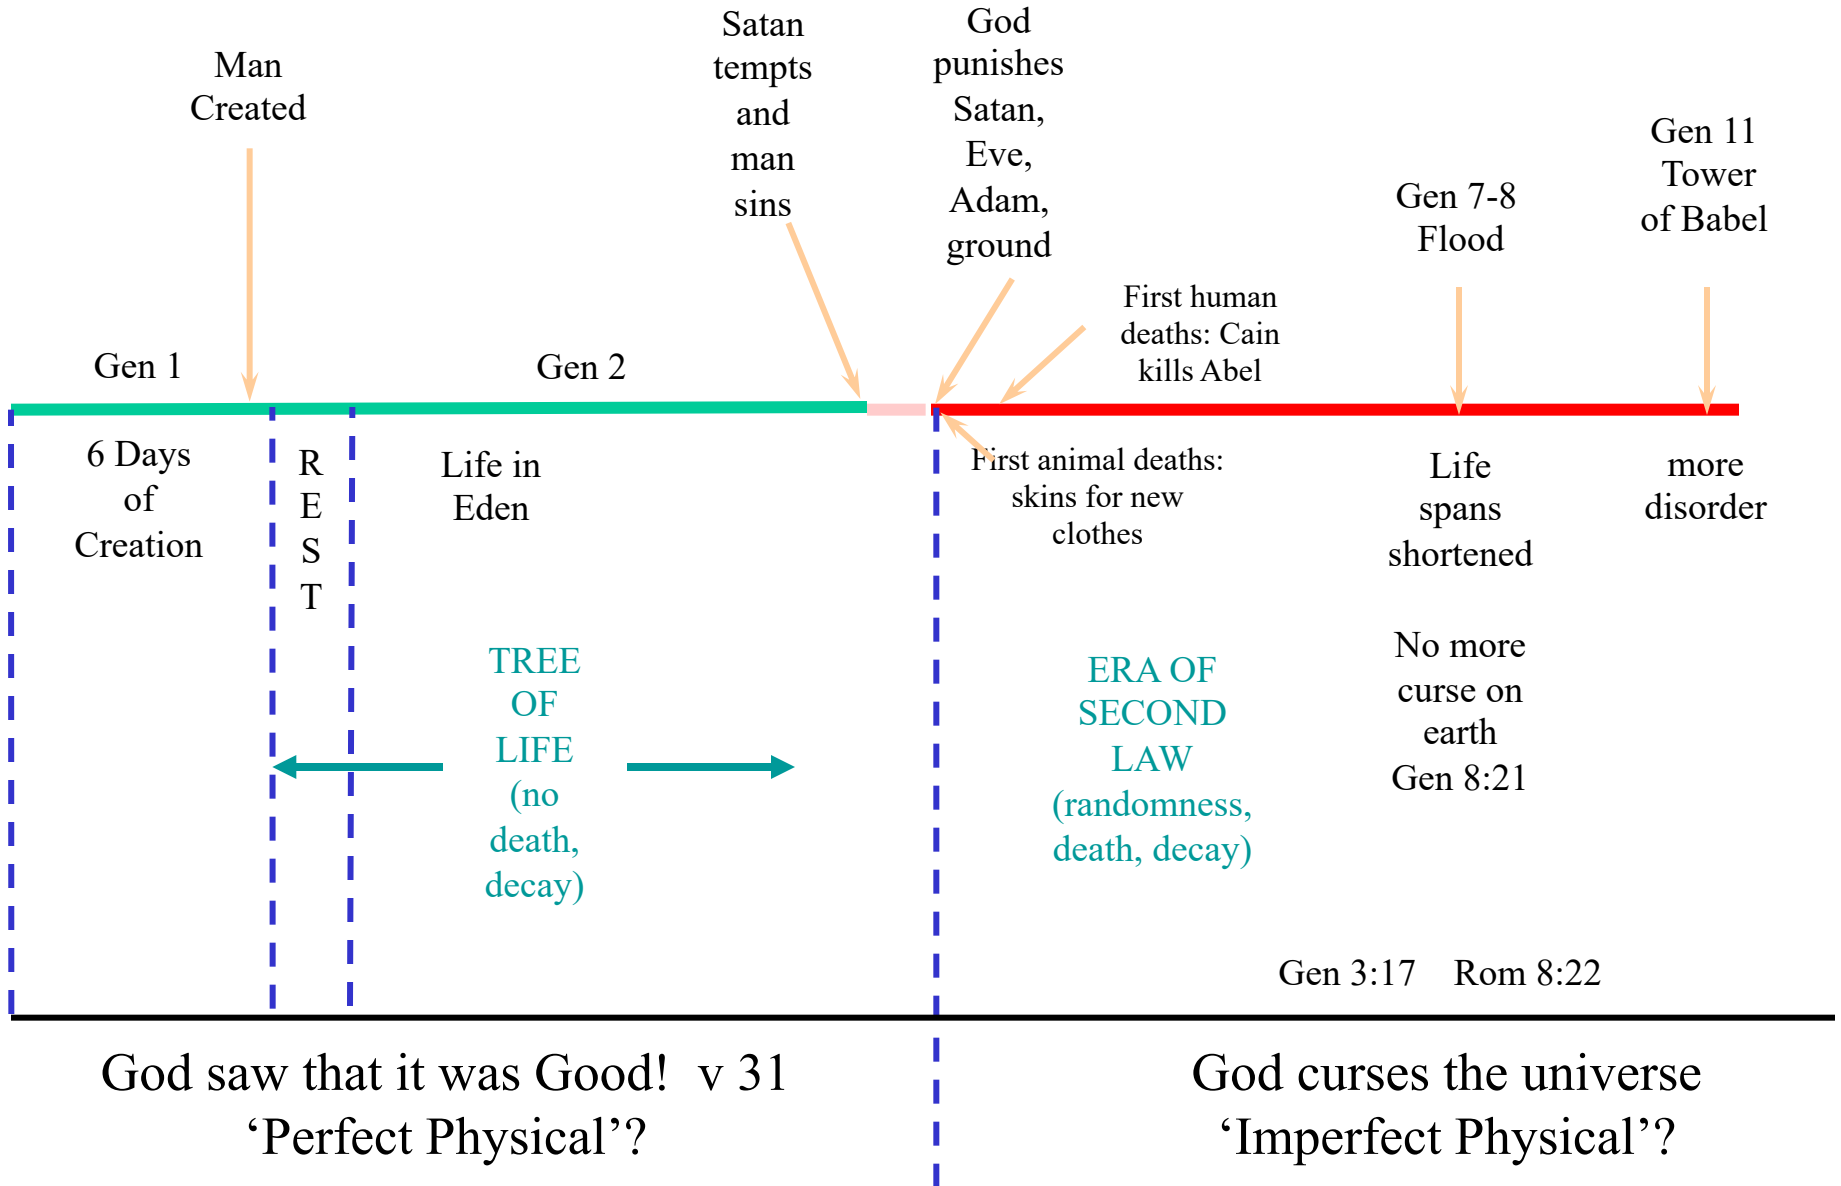 Man
Created
Satan
tempts
and
man
sins
God
punishes
Satan,
Eve,
Adam,
ground
First human
deaths: Cain
kills Abel
Gen 7-8
Flood
Gen 11
Tower
of Babel
Gen 1
Gen 2
6 Days
of
Creation
R
E
S
T
Life in
Eden
First animal deaths:
skins for new
clothes
Life
spans
shortened
more
disorder
TREE
OF
LIFE
(no
death,
decay)
ERA OF
SECOND
LAW
(randomness,
death, decay)
No more
curse on
earth
Gen 8:21
Gen 3:17 Rom 8:22
God saw that it was Good! v 31
‘Perfect Physical’?
God curses the universe
‘Imperfect Physical’?